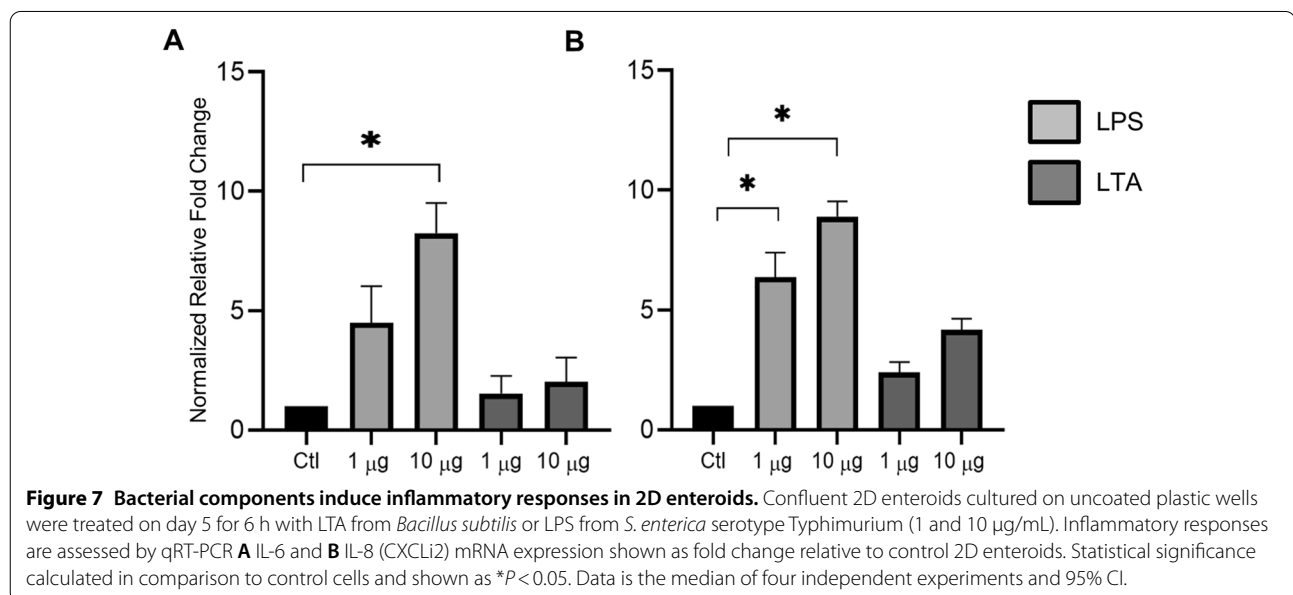 A
B
Normalized Relative Fold Change
15
10
5
0
*
Ctl
1 μg
10 μg
1 μg
10 μg
15
10
5
0
*
*
Ctl
1 μg
10 μg
1 μg
10 μg
LPS
LTA
Figure 7 Bacterial components induce inflammatory responses in 2D enteroids. Confluent 2D enteroids cultured on uncoated plastic wells
were treated on day 5 for 6 h with LTA from Bacillus subtilis or LPS from S. enterica serotype Typhimurium (1 and 10 μg/mL). Inflammatory responses
are assessed by qRT-PCR A IL-6 and B IL-8 (CXCLi2) mRNA expression shown as fold change relative to control 2D enteroids. Statistical significance
calculated in comparison to control cells and shown as *P < 0.05. Data is the median of four independent experiments and 95% CI.